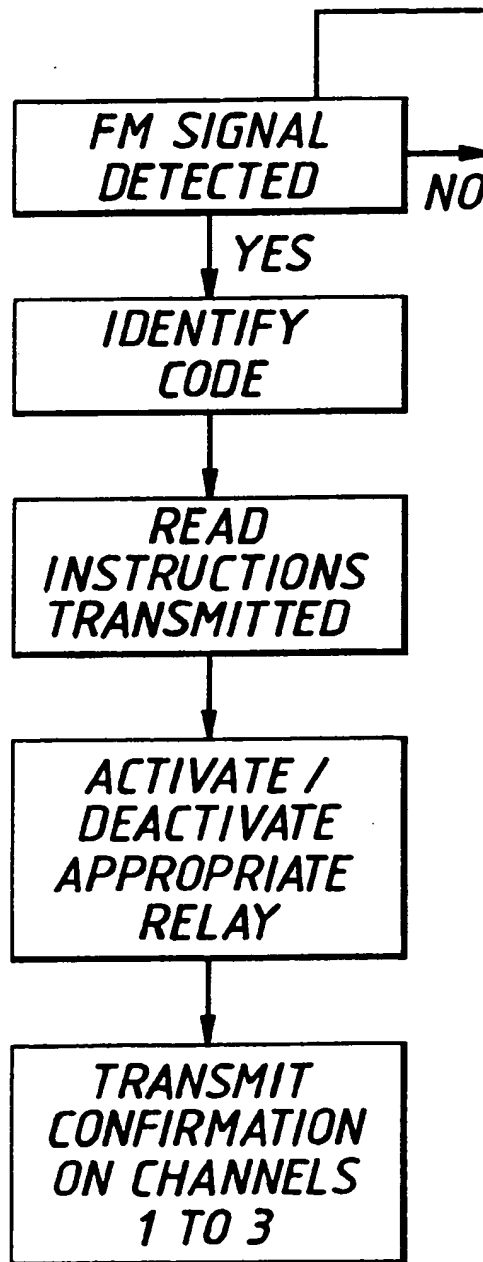 FM SIGNAL
DETECTED
NO
YES
IDENTIFY
CODE
READ
INSTRUCTIONS
TRANSMITTED
ACTIVATE /
DEACTIVATE
APPROPRIATE
RELAY
TRANSMIT
CONFIRMATION
ON CHANNELS
1 TO 3